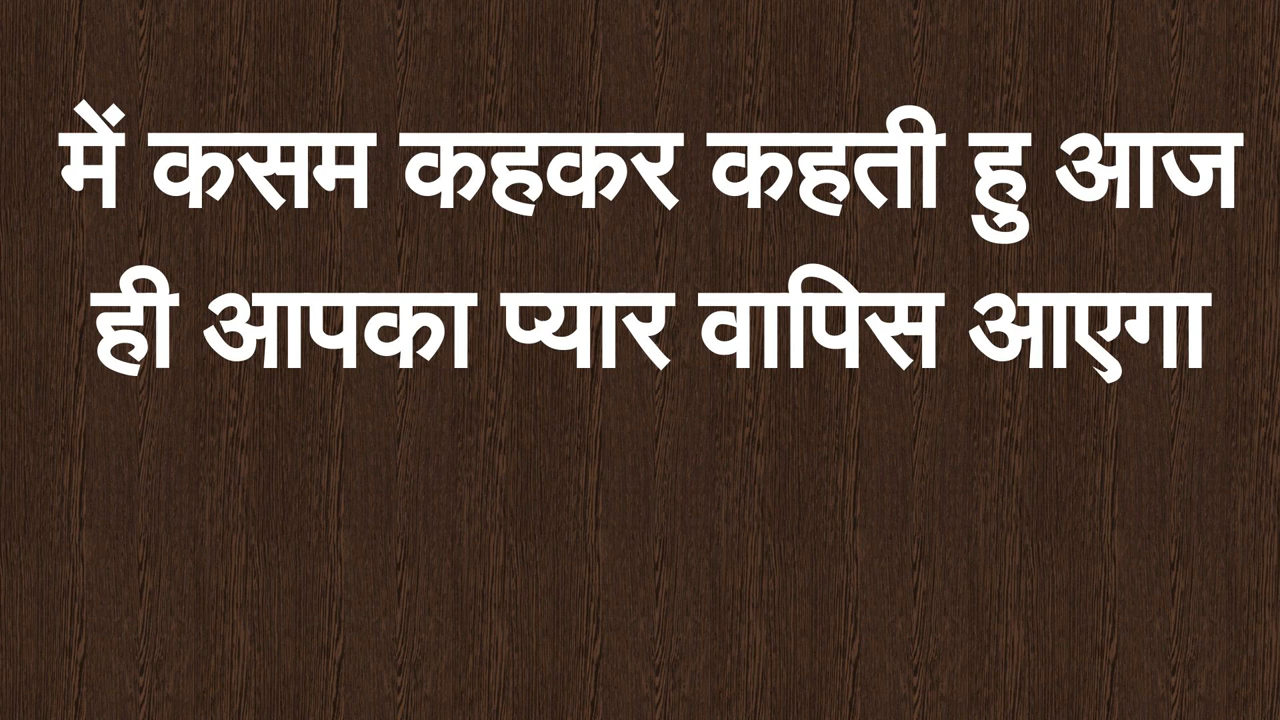 में कसम कहकर कहती हु आज
ही आपका प्यार वापिस आएगा